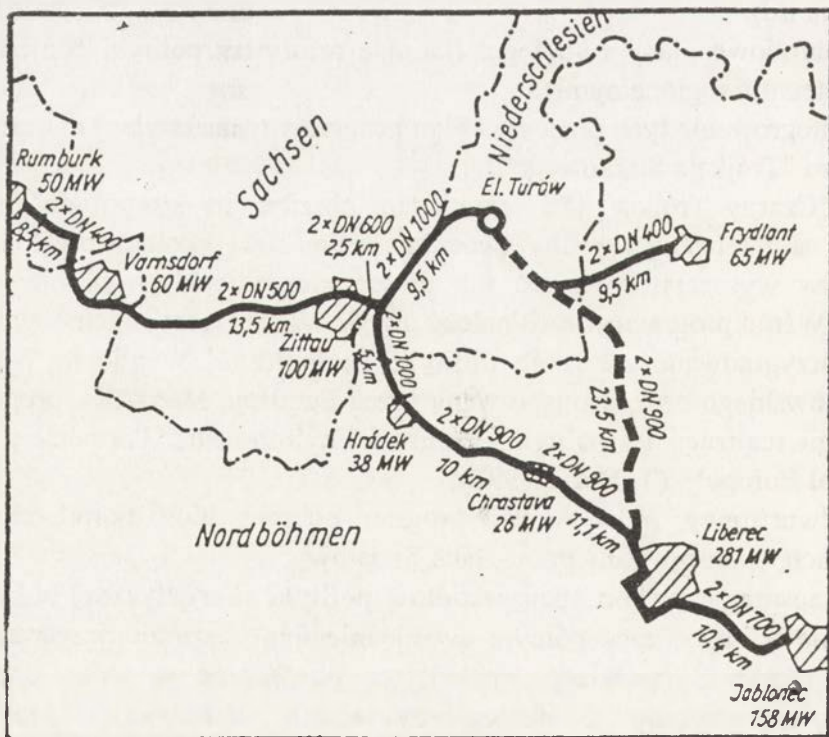 Niederschlesien
Sachsen
Rumburk
50 MW
2×DN 400
8,5 km
Varnsdorf
60 MW
2×DN 500
13,5 km
Zittau
100 MW
2×DN 600
2,5 km
2×DN 1000
9,5 km
El. Turów
2×DN 400
9,5 km
Frydlant
65 MW
2×DN 1000
5 km
Hrádek
38 MW
2×DN 900
10 km
Chrastava
26 MW
2×DN 900
11,1 km
2×DN 900
23,5 km
Nordböhmen
Liberec
281 MW
2×DN 700
10,4 km
Jablonec
158 MW